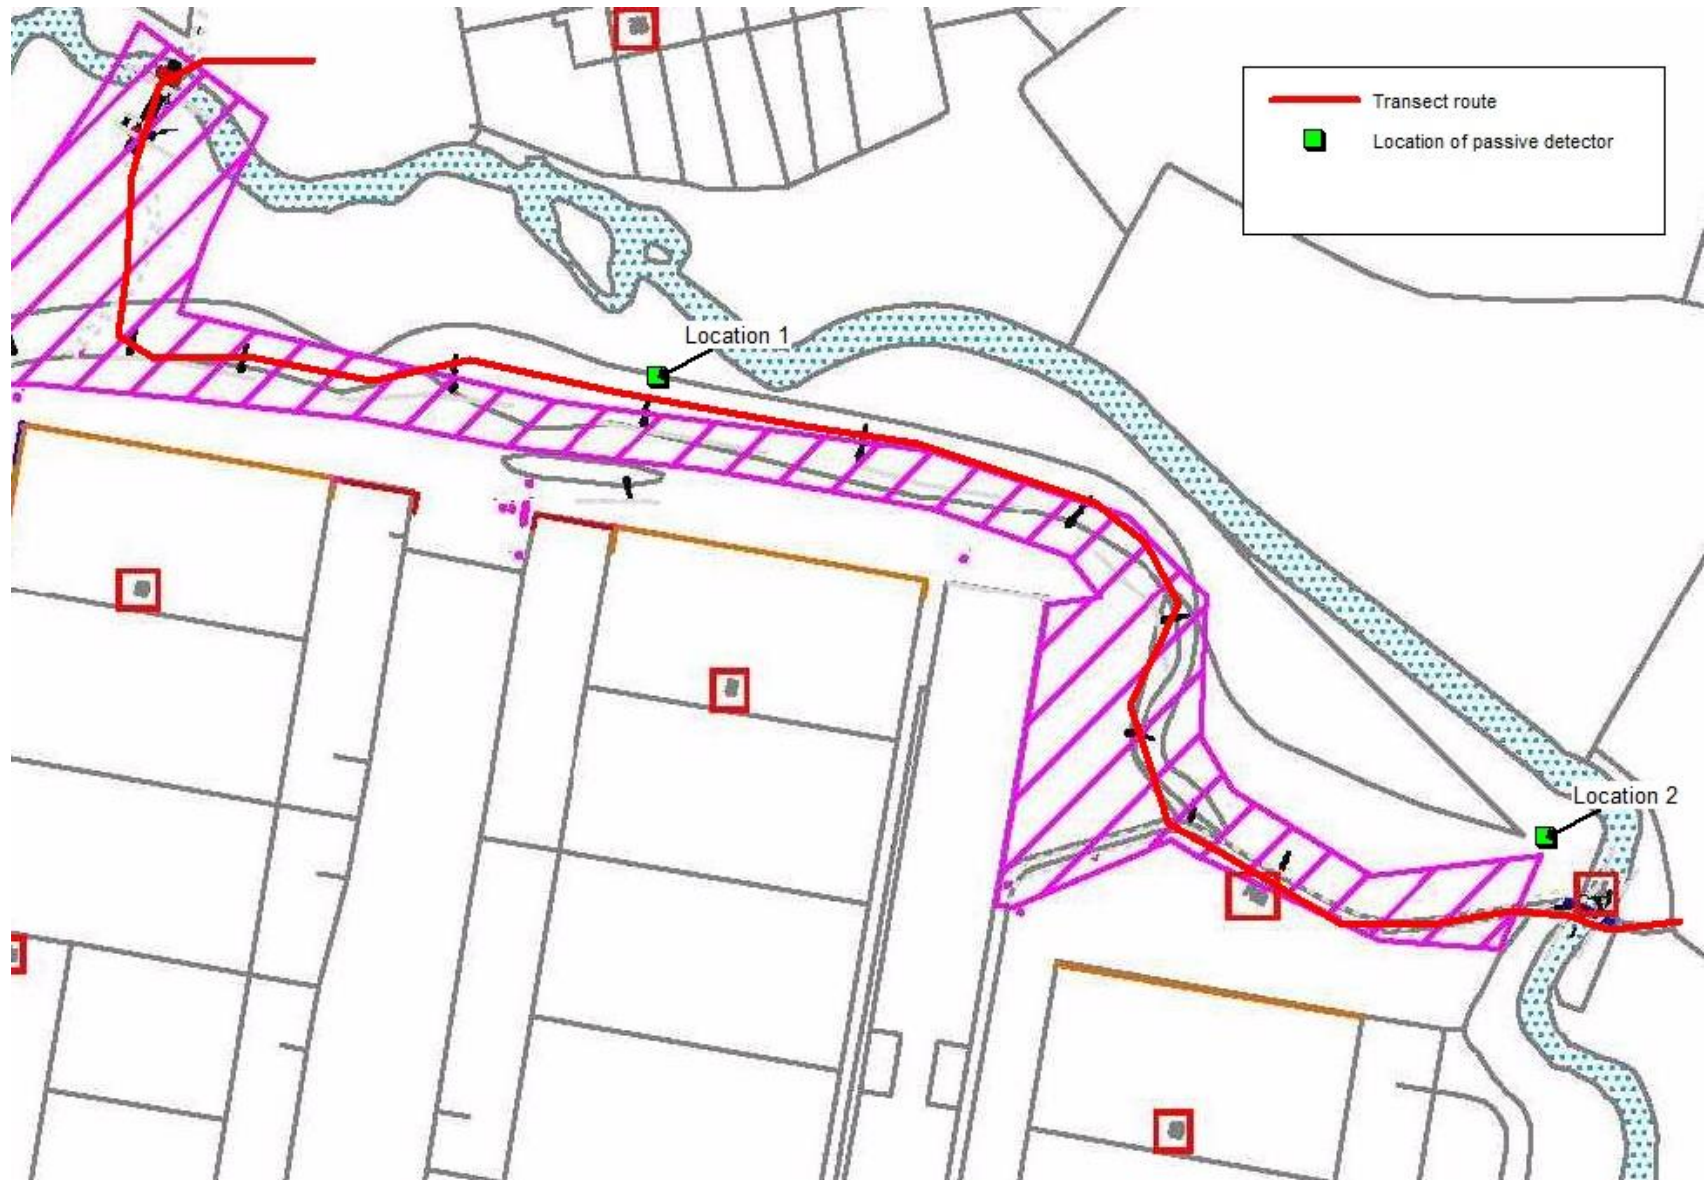 Transect route
Location of passive detector
Location 1
Location 2